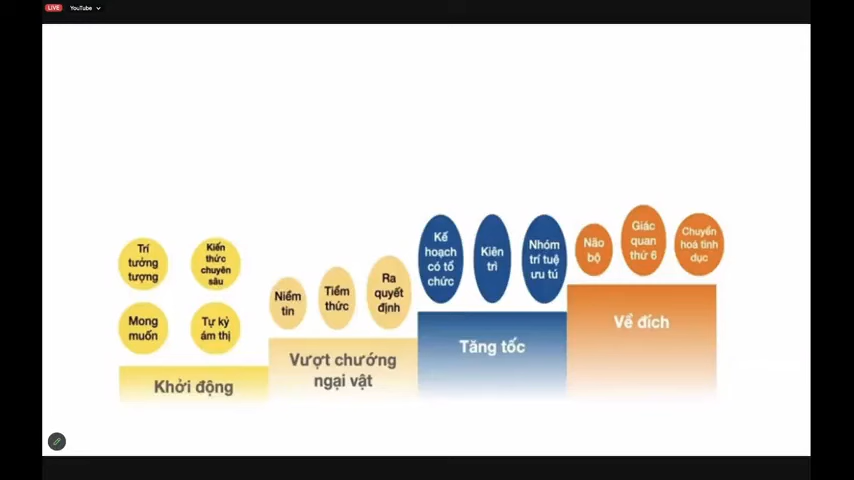 LIVE YouTube
Trí
tưởng
tượng
Kiến
thức
chuyên
sâu
Mong
muốn
Tự kỷ
ám thị
Khởi động
Niềm
tin
Tiềm
thức
Ra
quyết
định
Vượt chướng
ngại vật
Kế
hoạch
có tổ
chức
Kiên
trì
Nhóm
trí tuệ
ưu tú
Tăng tốc
Não
bộ
Giác
quan
thứ 6
Chuyển
hoá tình
dục
Về đích